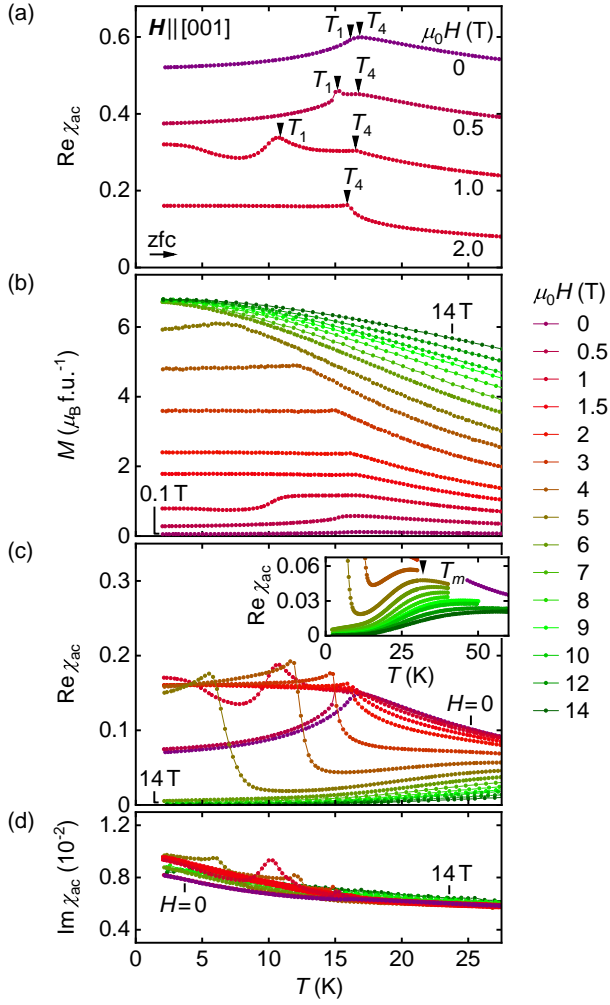 (a)
H||[001]
μ0H (T)
T1
T4
0
T1
T4
0.5
T1
T4
1.0
T4
2.0
zfc
Re χac
0.6
0.4
0.2
0
(b)
14 T
M (μB f.u.-1)
6
4
2
0
0.1 T
μ0H (T)
0
0.5
1
1.5
2
3
4
5
6
7
8
9
10
12
14
(c)
Re χac
0.3
0.2
0.1
0
Re χac
0.06
0.03
0
Tm
0
25
50
T (K)
H=0
14 T
(d)
Im χac (10-2)
1.2
0.8
0.4
H=0
14 T
0
5
10
15
20
25
T (K)